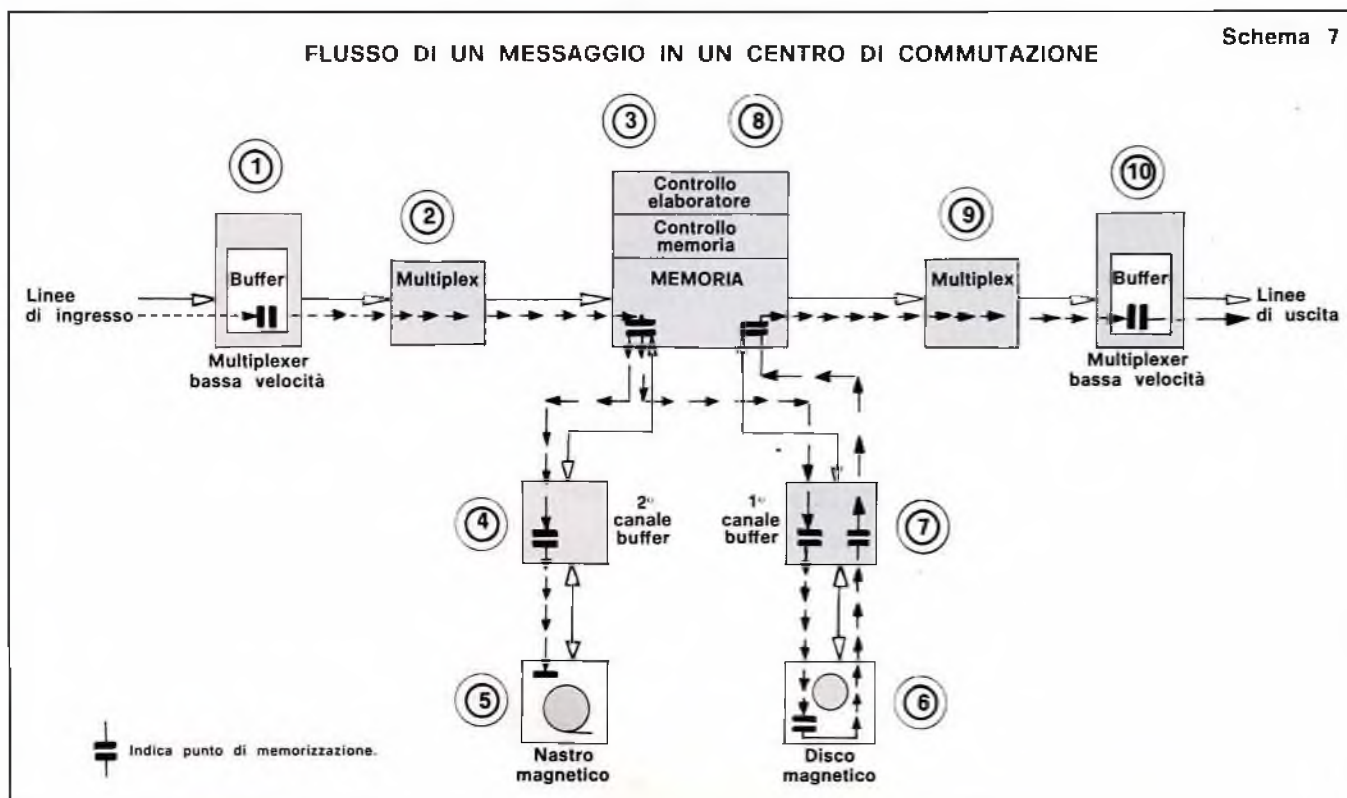 Schema 7
FLUSSO DI UN MESSAGGIO IN UN CENTRO DI COMMUTAZIONE
1
2
3
8
9
10
Controllo
elaboratore
Controllo
memoria
MEMORIA
Buffer
Multiplex
Multiplex
Buffer
Linee
di ingresso
Linee
di uscita
Multiplexer
bassa velocità
Multiplexer
bassa velocità
4
2°
canale
buffer
1°
canale
buffer
7
5
6
Nastro
magnetico
Disco
magnetico
Indica punto di memorizzazione.